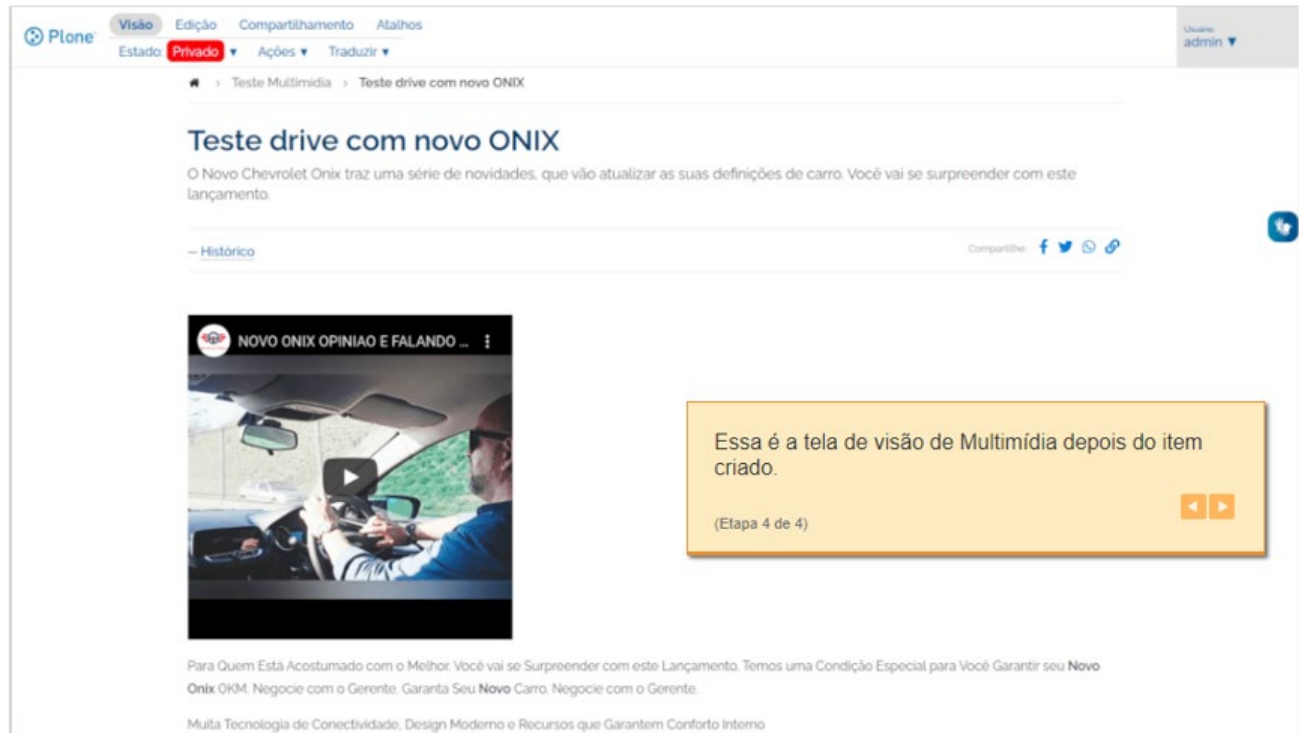 Plone
Visão Edição Compartilhamento Atalhos
Estado: Privado ▼ Ações ▼ Traduzir ▼
Usuário:
admin ▼
› Teste Multimídia › Teste drive com novo ONIX
Teste drive com novo ONIX
O Novo Chevrolet Onix traz uma série de novidades, que vão atualizar as suas definições de carro. Você vai se surpreender com este
lançamento.
— Histórico
Compartilhe:
NOVO ONIX OPINIAO E FALANDO ...
Essa é a tela de visão de Multimídia depois do item
criado.
(Etapa 4 de 4)
Para Quem Está Acostumado com o Melhor. Você vai se Surpreender com este Lançamento. Temos uma Condição Especial para Você Garantir seu Novo
Onix 0KM. Negocie com o Gerente. Garanta Seu Novo Carro. Negocie com o Gerente.
Muita Tecnologia de Conectividade, Design Moderno e Recursos que Garantem Conforto Interno